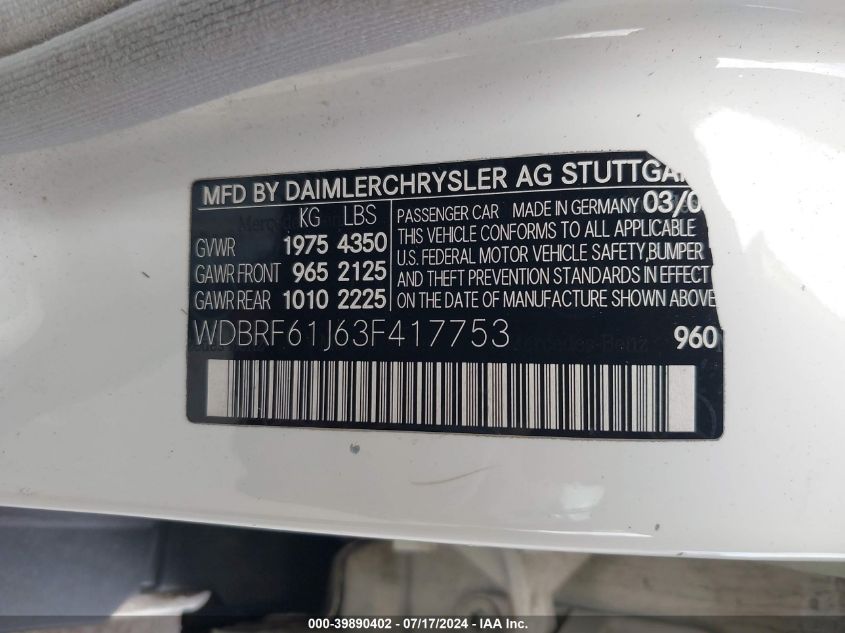 MFD BY DAIMLERCHRYSLER AG STUTTGA
KG LBS
GVWR 1975 4350
GAWR FRONT 965 2125
GAWR REAR 1010 2225
PASSENGER CAR MADE IN GERMANY 03/0
THIS VEHICLE CONFORMS TO ALL APPLICABLE
U.S. FEDERAL MOTOR VEHICLE SAFETY, BUMPER
AND THEFT PREVENTION STANDARDS IN EFFECT
ON THE DATE OF MANUFACTURE SHOWN ABOVE
WDBRF61J63F417753 960
Mercedes-Benz
000-39890402 - 07/17/2024 - IAA Inc.